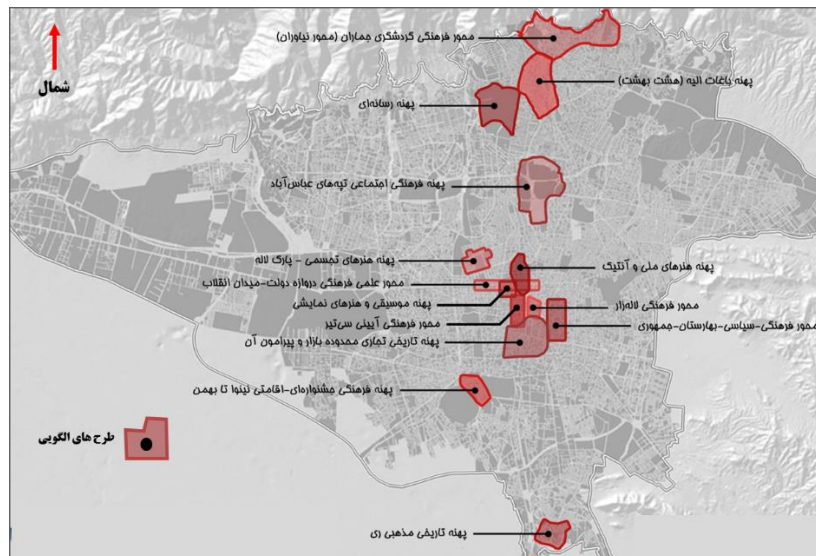 شمال
محور فرهنگی گردشگری جماران (محور نیاوران)
پهنه باغات الیه (هشت بهشت)
پهنه رسانه‌ای
پهنه فرهنگی اجتماعی تپه‌های عباس‌آباد
پهنه هنرهای تجسمی - پارک لاله
پهنه هنرهای ملی و آنتیک
محور علمی فرهنگی دروازه دولت-میدان انقلاب
پهنه موسیقی و هنرهای نمایشی
محور فرهنگی لاله‌زار
محور فرهنگی آیینی سی‌تیر
محور فرهنگی-سیاسی-بهارستان-جمهوری
پهنه تاریخی تجاری محدوده بازار و پیرامون آن
پهنه فرهنگی جشنواره‌ای-اقامتی نینوا تا بهمن
طرح های الگویی
پهنه تاریخی مذهبی ری